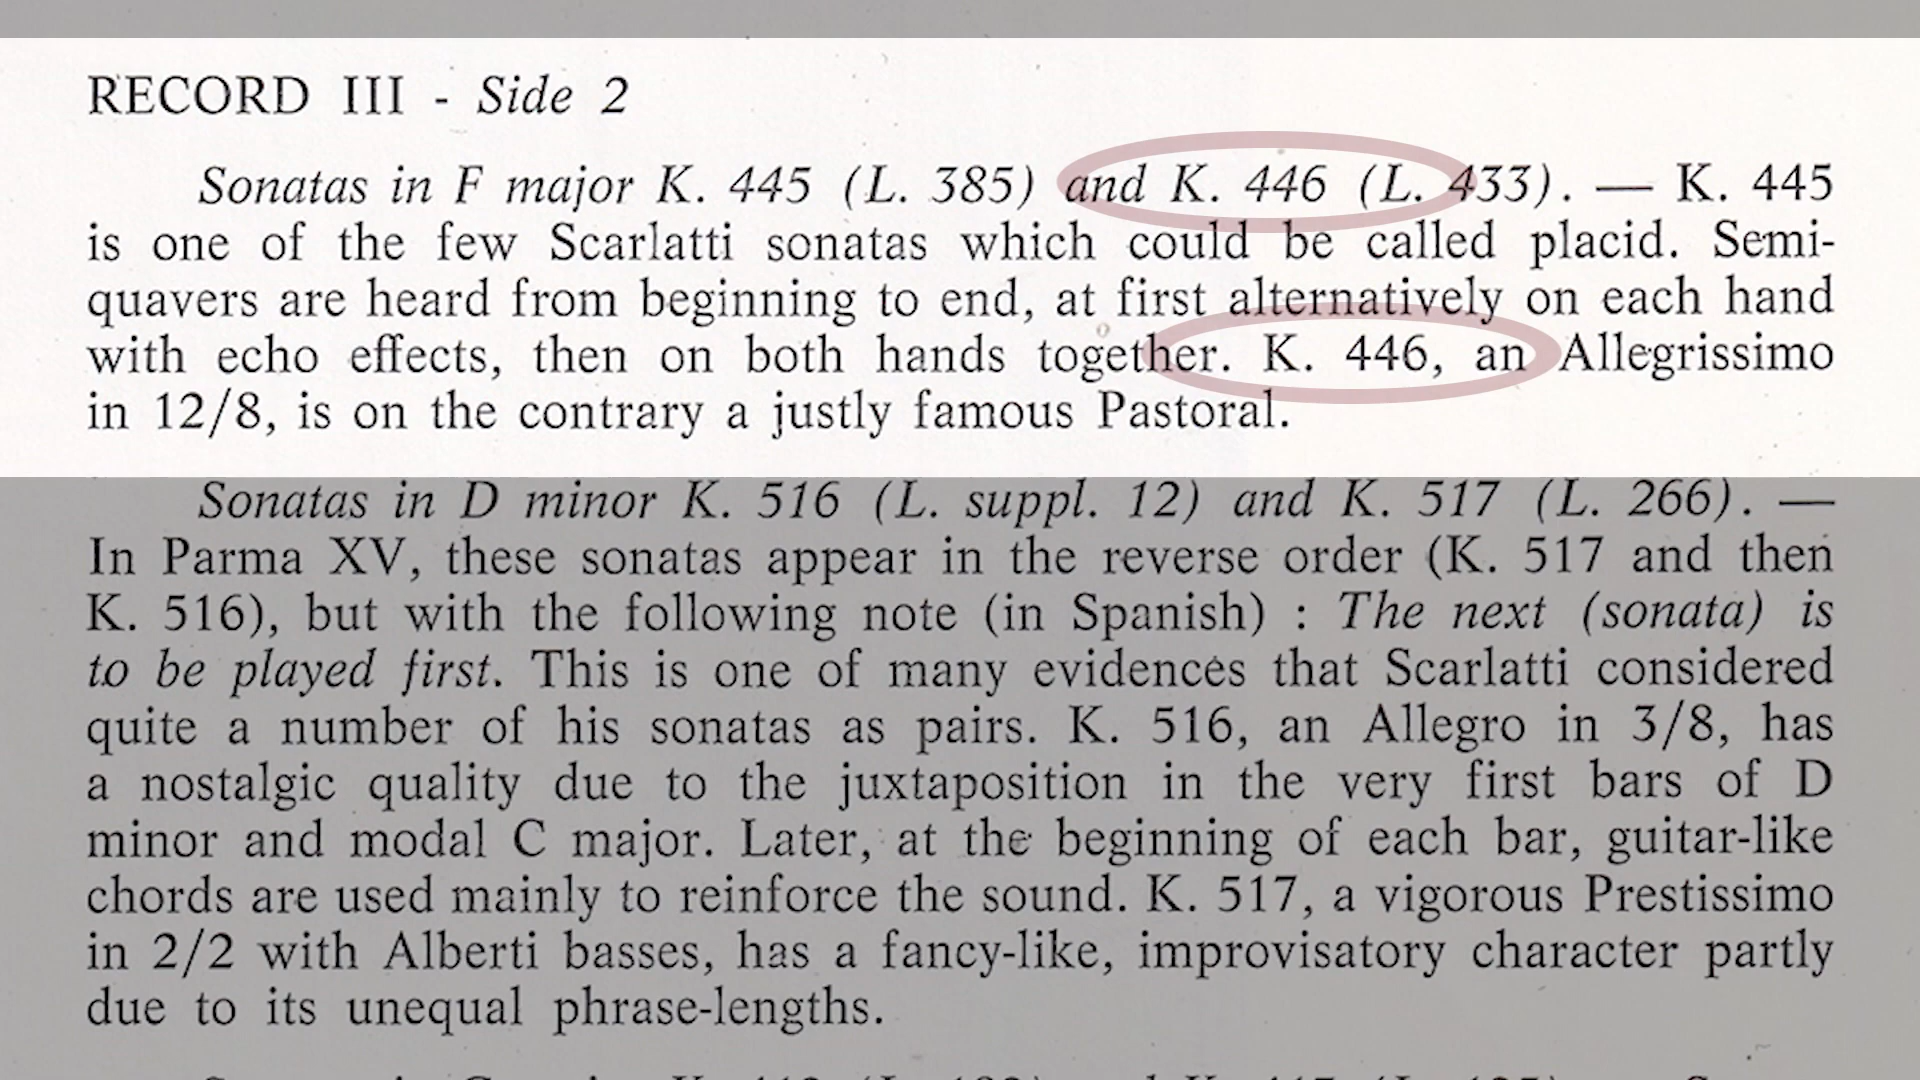 RECORD III - Side 2
Sonatas in F major K. 445 (L. 385) and K. 446 (L. 433). — K. 445
is one of the few Scarlatti sonatas which could be called placid. Semi-
quavers are heard from beginning to end, at first alternatively on each hand
with echo effects, then on both hands together. K. 446, an Allegrissimo
in 12/8, is on the contrary a justly famous Pastoral.
Sonatas in D minor K. 516 (L. suppl. 12) and K. 517 (L. 266). —
In Parma XV, these sonatas appear in the reverse order (K. 517 and then
K. 516), but with the following note (in Spanish) : The next (sonata) is
to be played first. This is one of many evidences that Scarlatti considered
quite a number of his sonatas as pairs. K. 516, an Allegro in 3/8, has
a nostalgic quality due to the juxtaposition in the very first bars of D
minor and modal C major. Later, at the beginning of each bar, guitar-like
chords are used mainly to reinforce the sound. K. 517, a vigorous Prestissimo
in 2/2 with Alberti basses, has a fancy-like, improvisatory character partly
due to its unequal phrase-lengths.